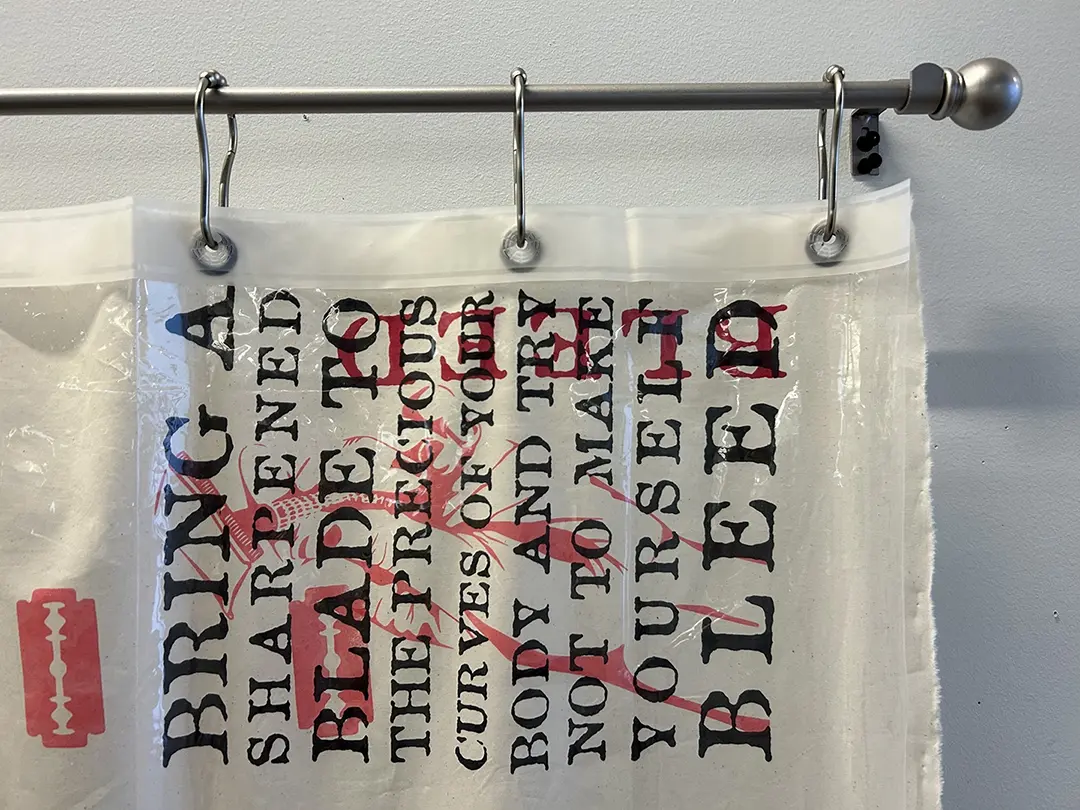 BRING A
SHARPENED
BLADE TO
THE PRECIOUS
CURVES OF YOUR
BODY AND TRY
NOT TO MAKE
YOURSELF
BLEED